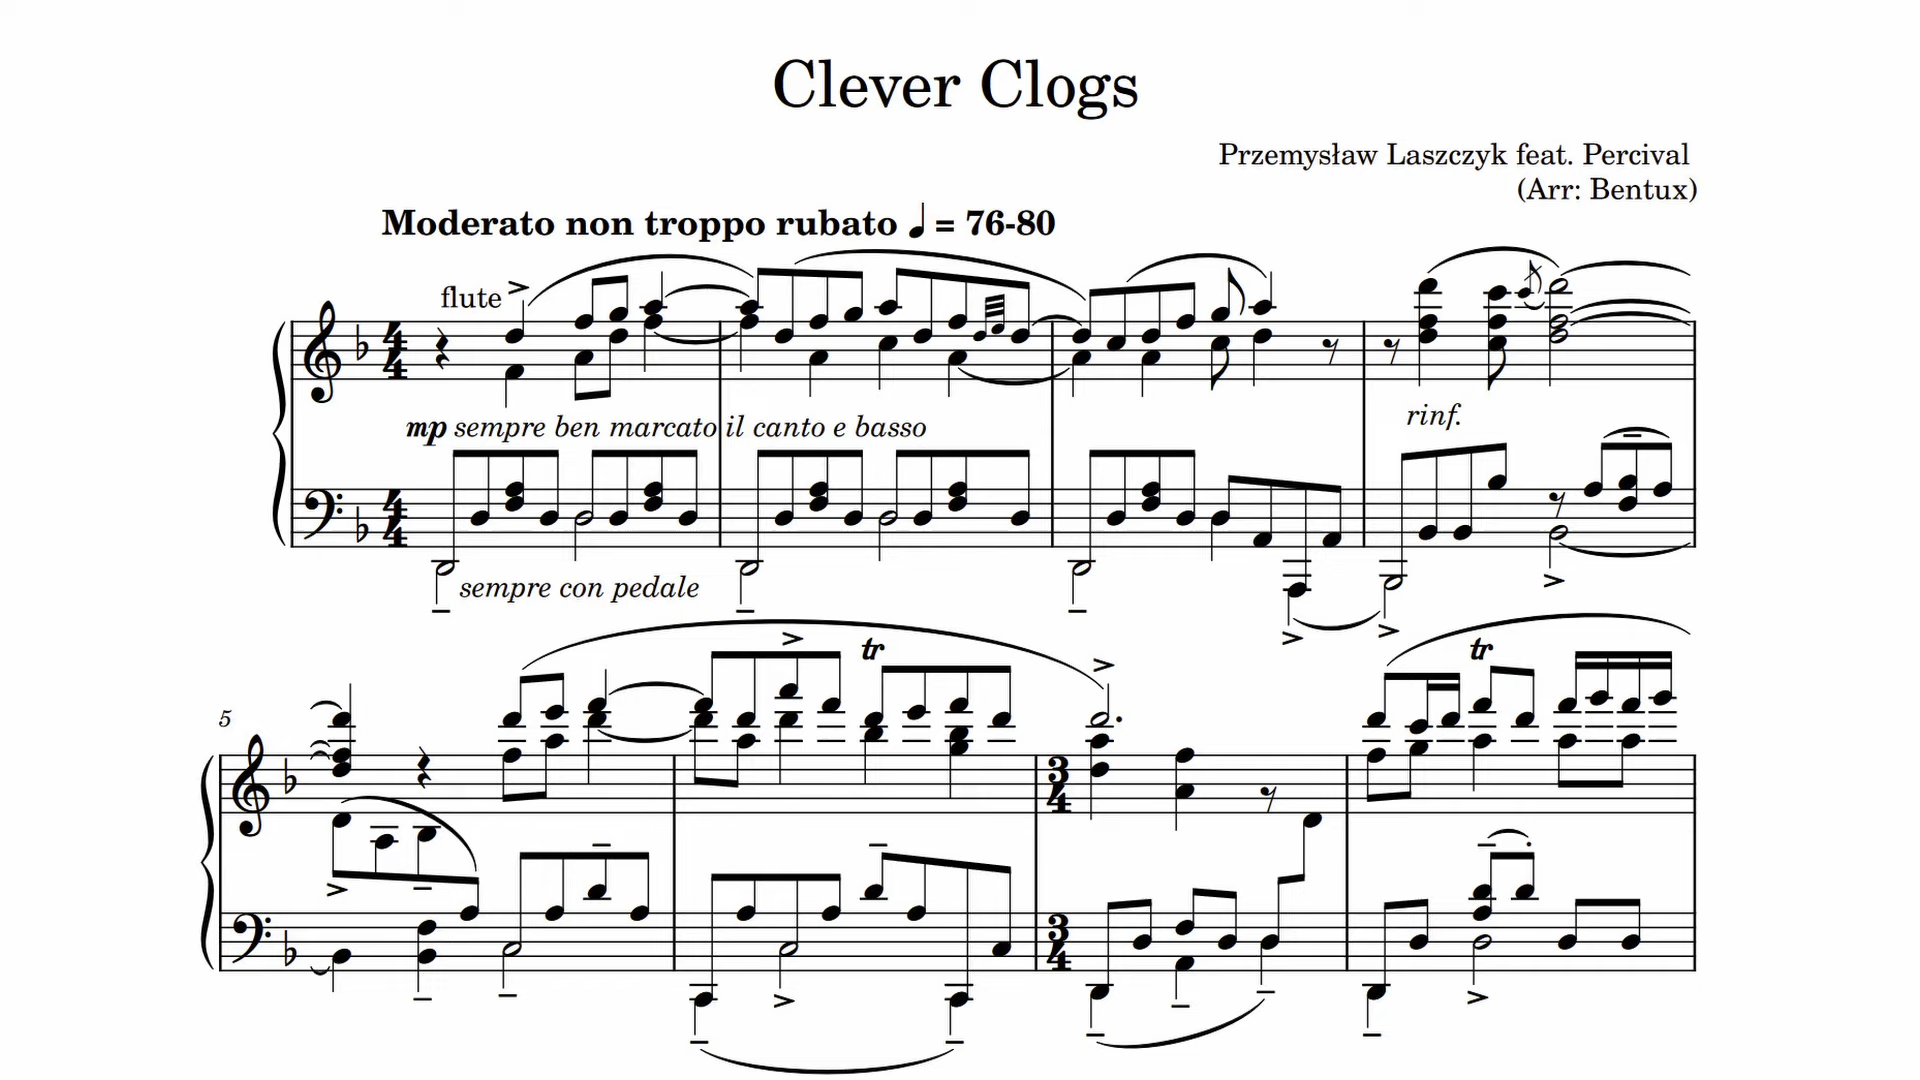 Clever Clogs
Przemysław Laszczyk feat. Percival
(Arr: Bentux)
Moderato non troppo rubato ♩ = 76-80
flute
mp sempre ben marcato il canto e basso
rinf.
sempre con pedale
tr
tr
5